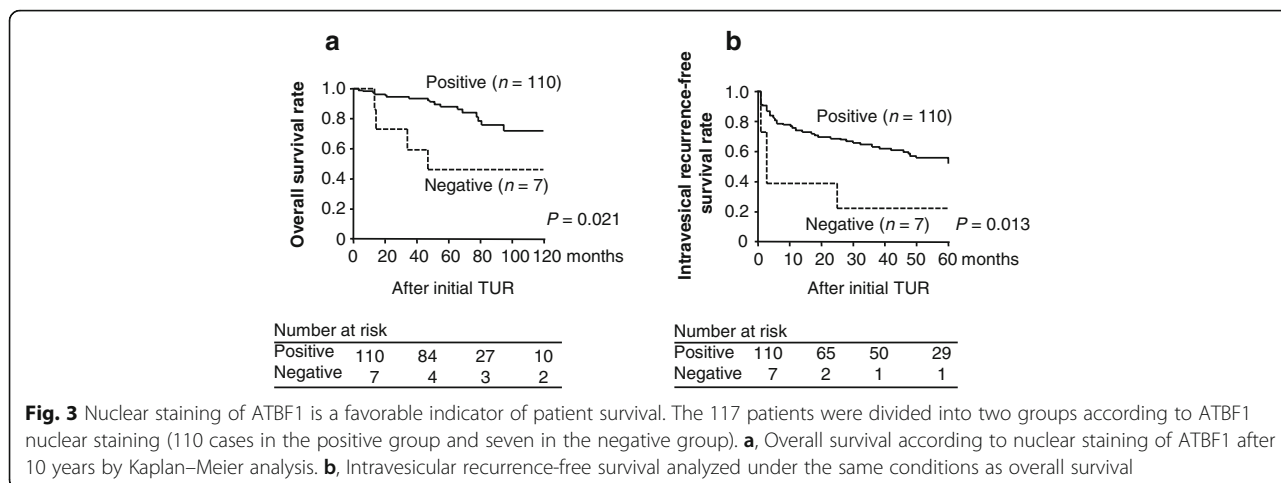 a
Overall survival rate
1.0
0.8
0.6
0.4
0.2
0
Positive (n = 110)
Negative (n = 7)
P = 0.021
0 20 40 60 80 100 120 months
After initial TUR
Number at risk
Positive 110 84 27 10
Negative 7 4 3 2
b
Intravesical recurrence-free
survival rate
1.0
0.8
0.6
0.4
0.2
0
Positive (n = 110)
Negative (n = 7) P = 0.013
0 10 20 30 40 50 60 months
After initial TUR
Number at risk
Positive 110 65 50 29
Negative 7 2 1 1
Fig. 3 Nuclear staining of ATBF1 is a favorable indicator of patient survival. The 117 patients were divided into two groups according to ATBF1
nuclear staining (110 cases in the positive group and seven in the negative group). a, Overall survival according to nuclear staining of ATBF1 after
10 years by Kaplan–Meier analysis. b, Intravesicular recurrence-free survival analyzed under the same conditions as overall survival